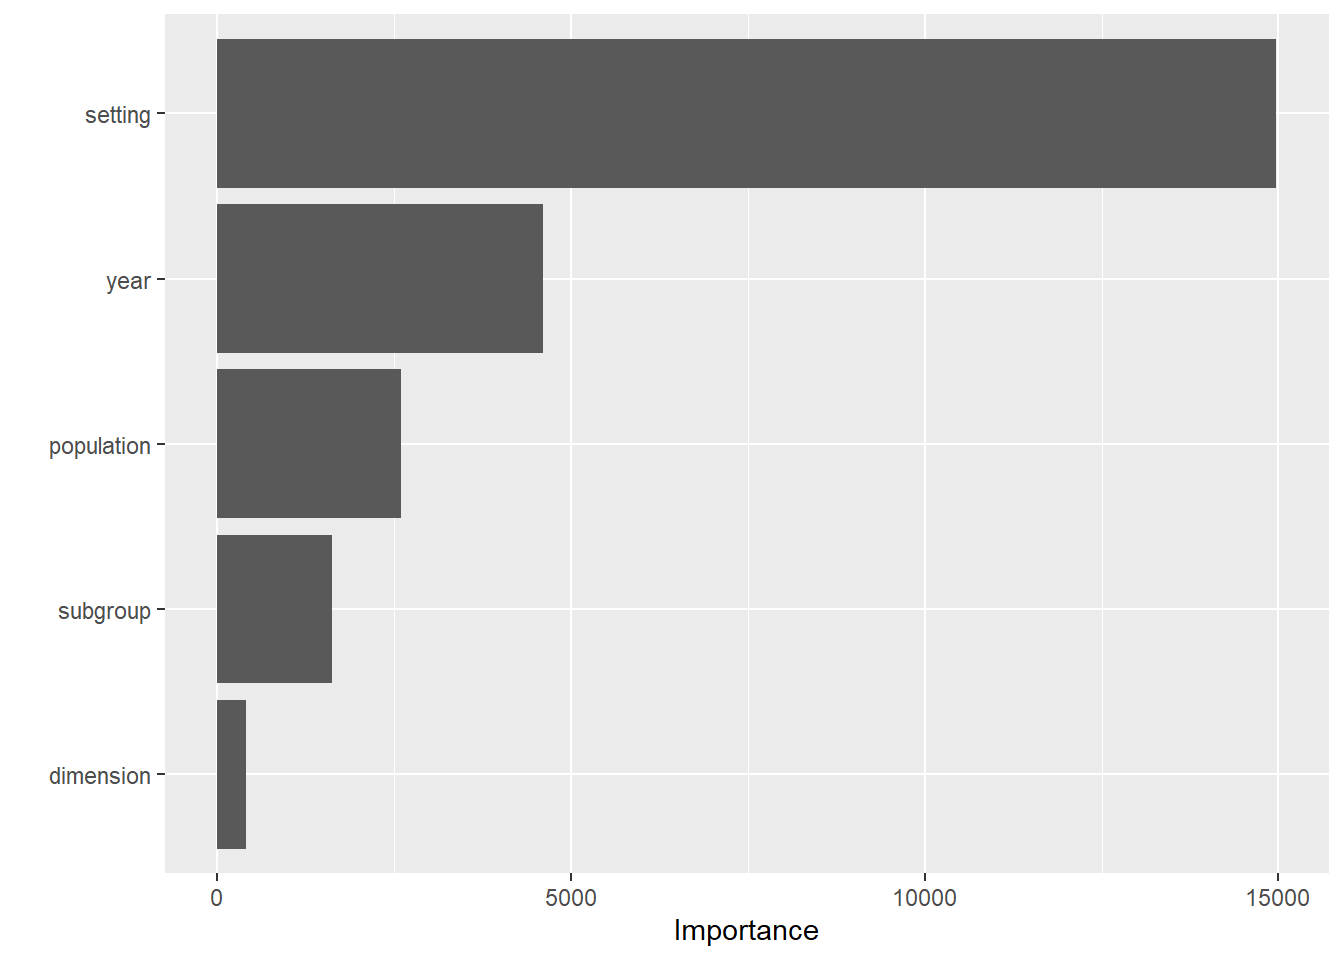 setting
year
population
subgroup
dimension
0 5000 10000 15000
Importance